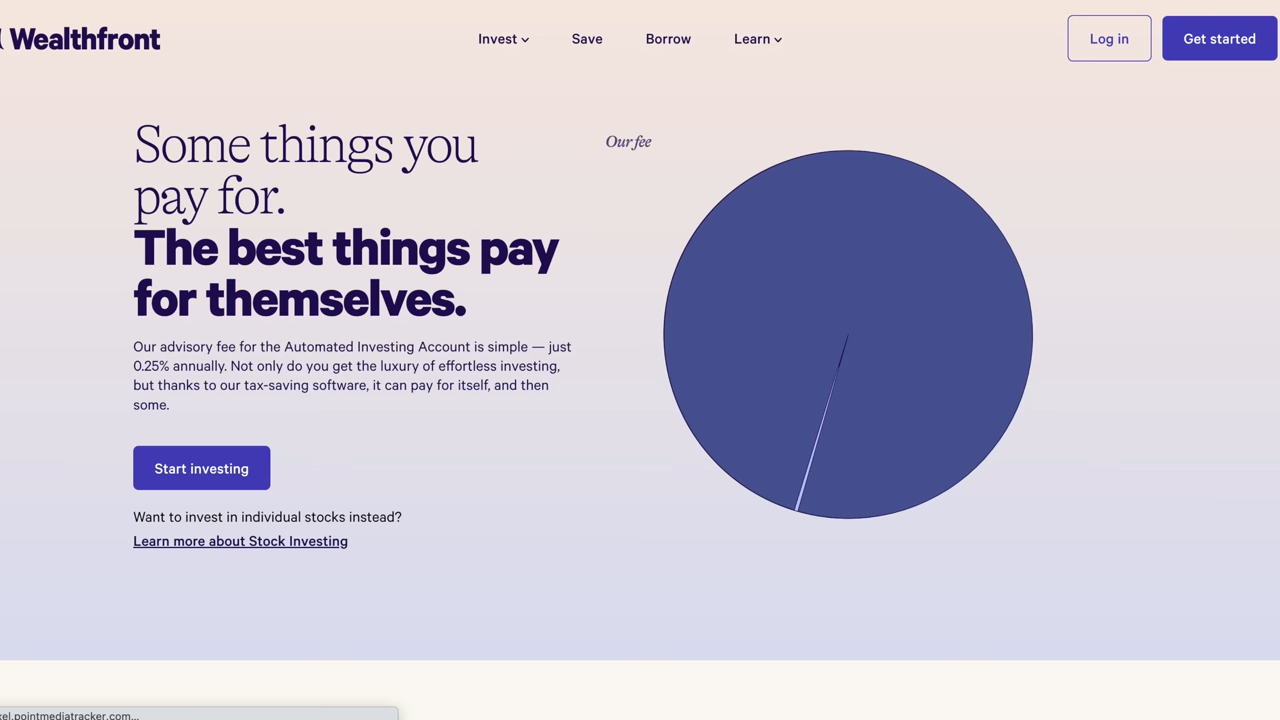 Wealthfront
Invest
Save
Borrow
Learn
Log in
Get started
Some things you
pay for.
The best things pay
for themselves.
Our advisory fee for the Automated Investing Account is simple — just
0.25% annually. Not only do you get the luxury of effortless investing,
but thanks to our tax-saving software, it can pay for itself, and then
some.
Start investing
Want to invest in individual stocks instead?
Learn more about Stock Investing
Our fee
xel.pointmediatracker.com...